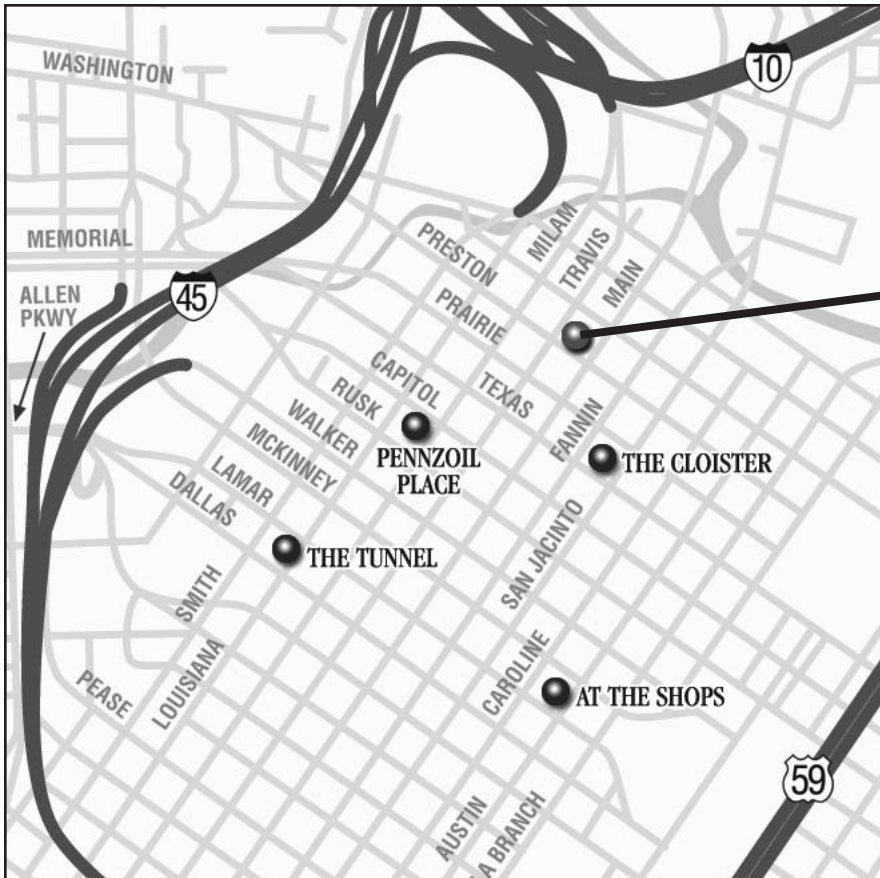 WASHINGTON
10
MEMORIAL
ALLEN
PKWY
45
PRESTON
MILAM
TRAVIS
MAIN
PRAIRIE
CAPITOL
TEXAS
RUSK
WALKER
MCKINNEY
LAMAR
DALLAS
PENNZOIL
PLACE
FANNIN
THE CLOISTER
THE TUNNEL
SAN JACINTO
SMITH
LOUISIANA
PEASE
CAROLINE
AT THE SHOPS
59
AUSTIN
A BRANCH